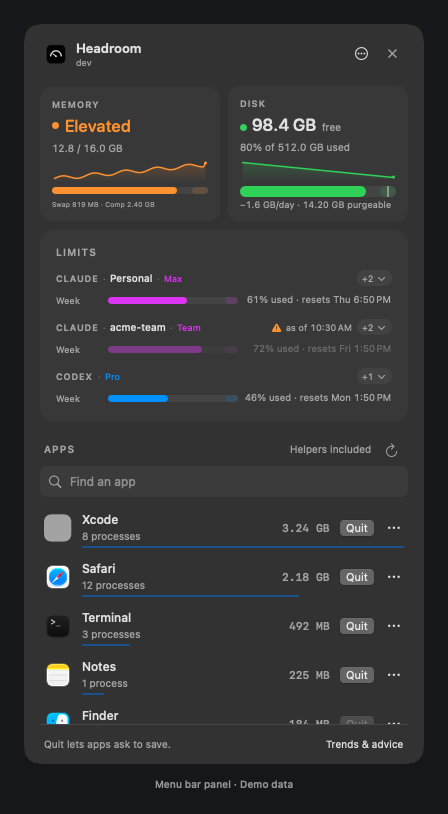 Headroom
dev
MEMORY
Elevated
12.8 / 16.0 GB
Swap 819 MB · Comp 2.40 GB
DISK
98.4 GB free
80% of 512.0 GB used
−1.6 GB/day · 14.20 GB purgeable
LIMITS
CLAUDE · Personal · Max +2
Week 61% used · resets Thu 6:50 PM
CLAUDE · acme-team · Team as of 10:30 AM +2
Week 72% used · resets Fri 1:50 PM
CODEX · Pro +1
Week 46% used · resets Mon 1:50 PM
APPS Helpers included
Find an app
Xcode 3.24 GB Quit
8 processes
Safari 2.18 GB Quit
12 processes
Terminal 492 MB Quit
3 processes
Notes 225 MB Quit
1 process
Finder 184 MB Quit
Quit lets apps ask to save. Trends & advice
Menu bar panel · Demo data